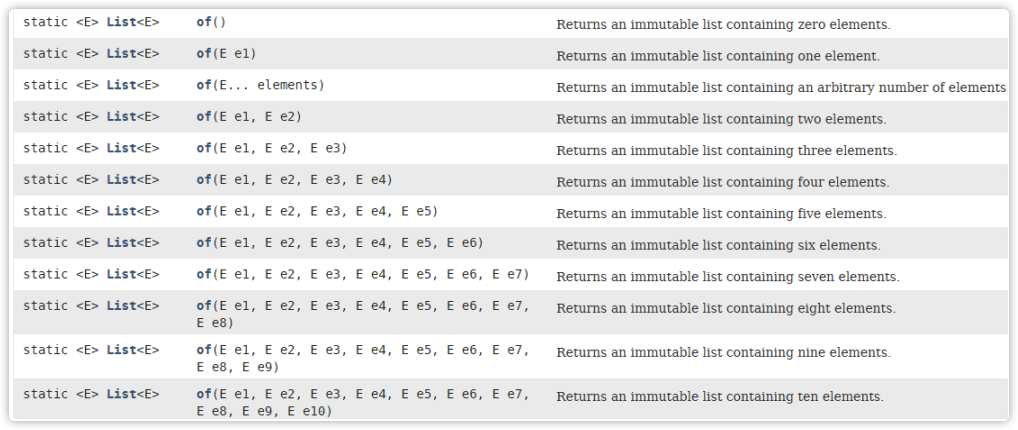 static <E> List<E> of() Returns an immutable list containing zero elements.
static <E> List<E> of(E e1) Returns an immutable list containing one element.
static <E> List<E> of(E... elements) Returns an immutable list containing an arbitrary number of elements
static <E> List<E> of(E e1, E e2) Returns an immutable list containing two elements.
static <E> List<E> of(E e1, E e2, E e3) Returns an immutable list containing three elements.
static <E> List<E> of(E e1, E e2, E e3, E e4) Returns an immutable list containing four elements.
static <E> List<E> of(E e1, E e2, E e3, E e4, E e5) Returns an immutable list containing five elements.
static <E> List<E> of(E e1, E e2, E e3, E e4, E e5, E e6) Returns an immutable list containing six elements.
static <E> List<E> of(E e1, E e2, E e3, E e4, E e5, E e6, E e7) Returns an immutable list containing seven elements.
static <E> List<E> of(E e1, E e2, E e3, E e4, E e5, E e6, E e7, Returns an immutable list containing eight elements.
E e8)
static <E> List<E> of(E e1, E e2, E e3, E e4, E e5, E e6, E e7, Returns an immutable list containing nine elements.
E e8, E e9)
static <E> List<E> of(E e1, E e2, E e3, E e4, E e5, E e6, E e7, Returns an immutable list containing ten elements.
E e8, E e9, E e10)